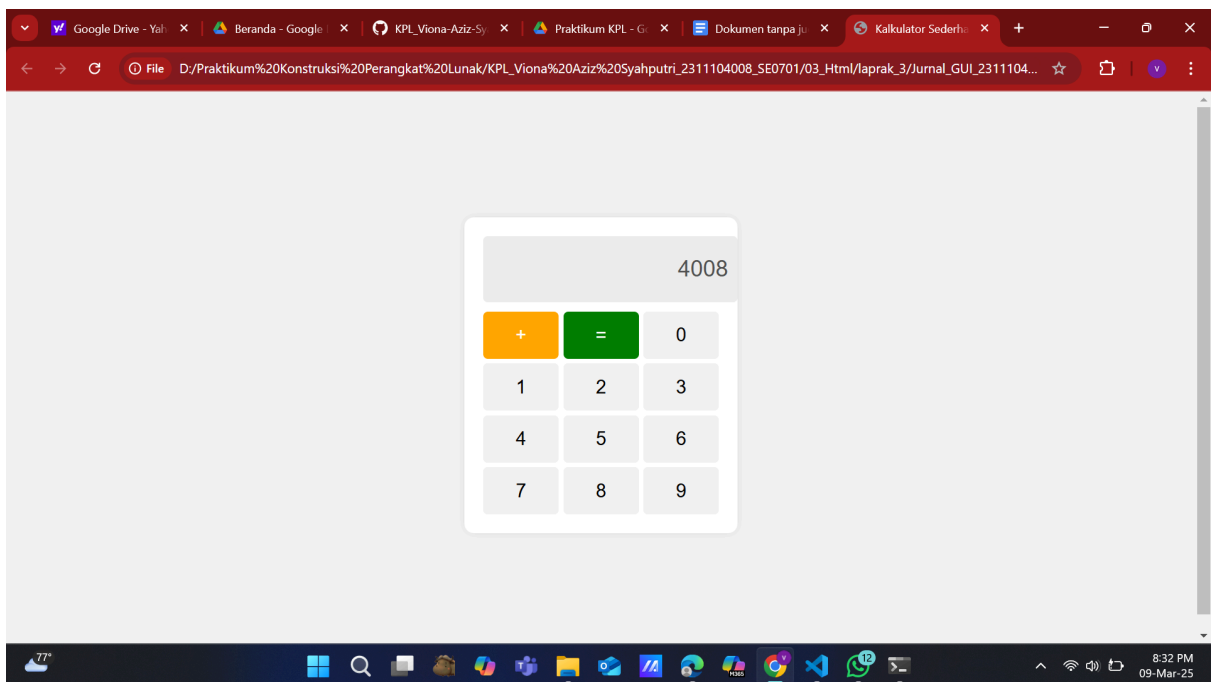 Google Drive - Yah
Beranda - Google
KPL_Viona-Aziz-Sy
Praktikum KPL - Go
Dokumen tanpa ju
Kalkulator Sederha
File D:/Praktikum%20Konstruksi%20Perangkat%20Lunak/KPL_Viona%20Aziz%20Syahputri_2311104008_SE0701/03_Html/laprak_3/Jurnal_GUI_2311104...
V
4008
+ = 0
1 2 3
4 5 6
7 8 9
77°
M365
12
8:32 PM
09-Mar-25